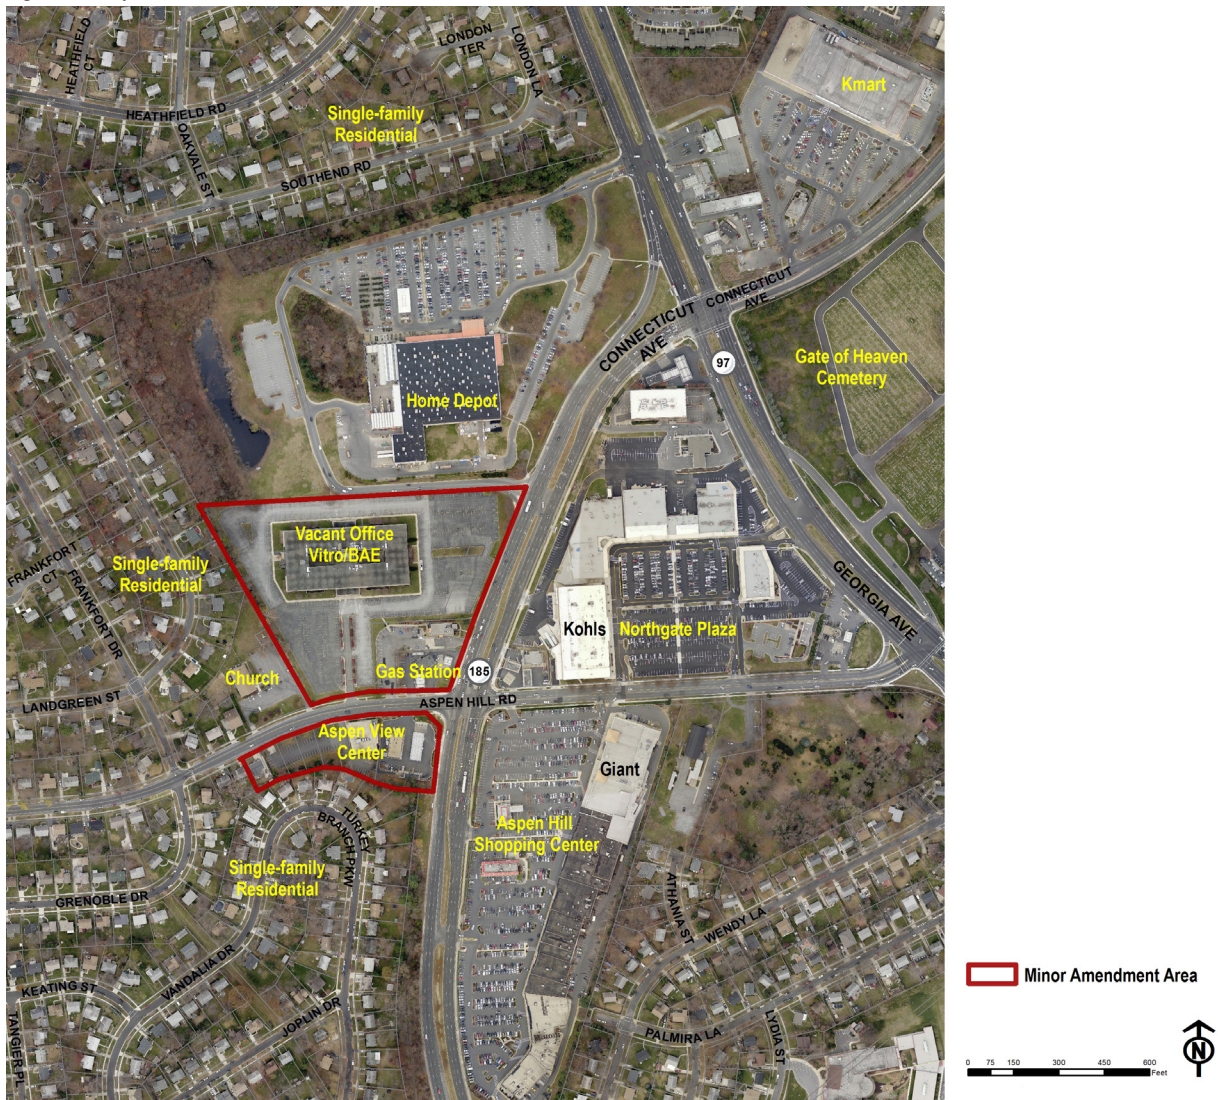 HEATHFIELD
CT
LONDON
TER
LONDON LA
Kmart
HEATHFIELD RD
Single-family
Residential
OAKVALE ST
SOUTHEND RD
CONNECTICUT
AVE
CONNECTICUT
AVE
97
Gate of Heaven
Cemetery
Home Depot
Vacant Office
Vitro/BAE
FRANKFORT
CT
Single-family
Residential
FRANKFORT DR
GEORGIA AVE
Kohls
Northgate Plaza
Church
Gas Station
185
LANDGREEN ST
ASPEN HILL RD
Aspen View
Center
Giant
Aspen Hill
Shopping Center
TURKEY
BRANCH PKW
Single-family
Residential
GRENOBLE DR
ATHANIA ST
WENDY LA
VANDALIA DR
KEATING ST
JOPLIN DR
TANGIER PL
PALMIRA LA
LYDIA ST
Minor Amendment Area
N
0 75 150 300 450 600
Feet